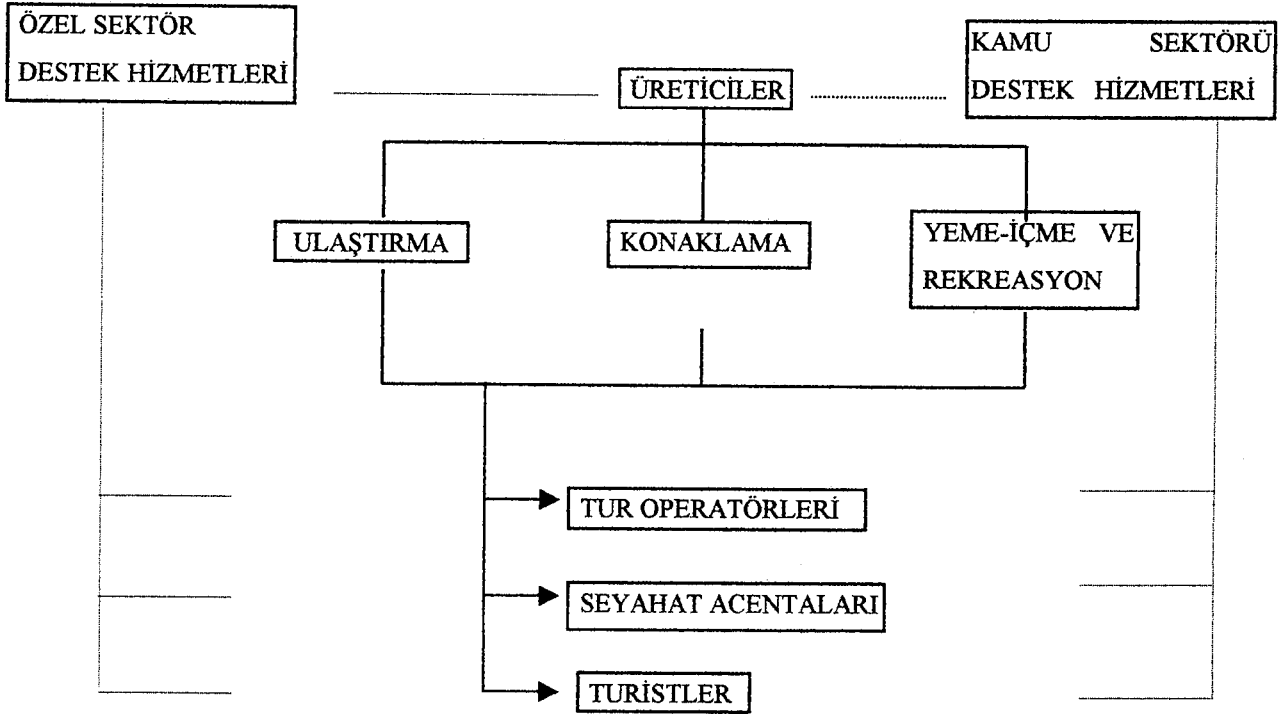 ÖZEL SEKTÖR
DESTEK HİZMETLERİ
KAMU SEKTÖRÜ
DESTEK HİZMETLERİ
ÜRETİCİLER
ULAŞTIRMA
KONAKLAMA
YEME-İÇME VE
REKREASYON
TUR OPERATÖRLERİ
SEYAHAT ACENTALARI
TURİSTLER